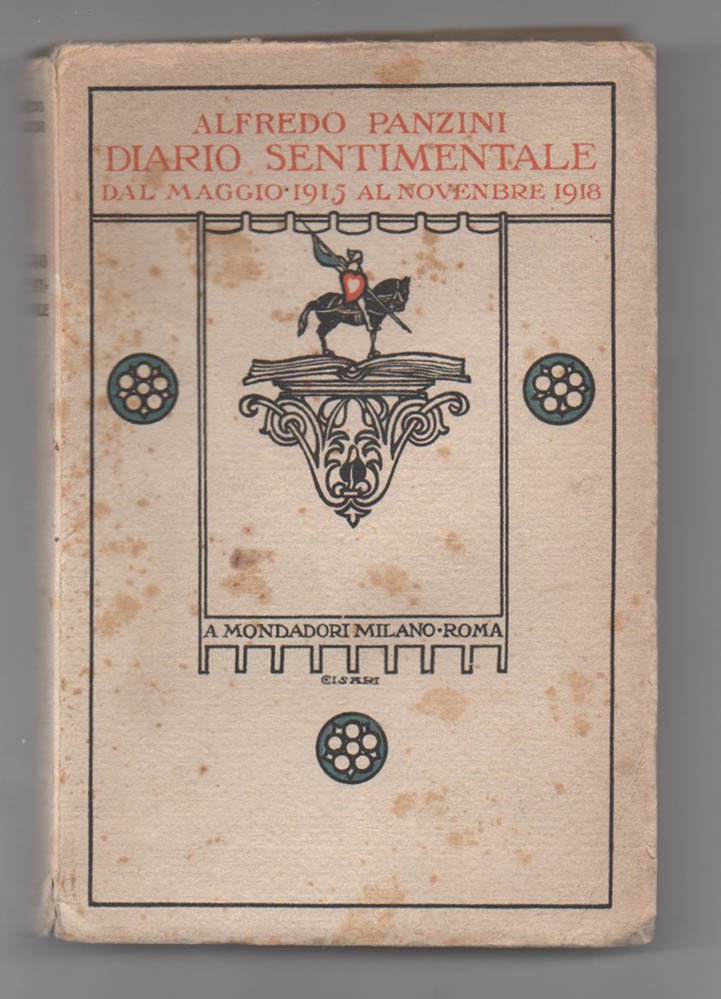 ALFREDO PANZINI
DIARIO SENTIMENTALE
DAL MAGGIO·1915 AL NOVENBRE 1918
A MONDADORI MILANO·ROMA
CISARI